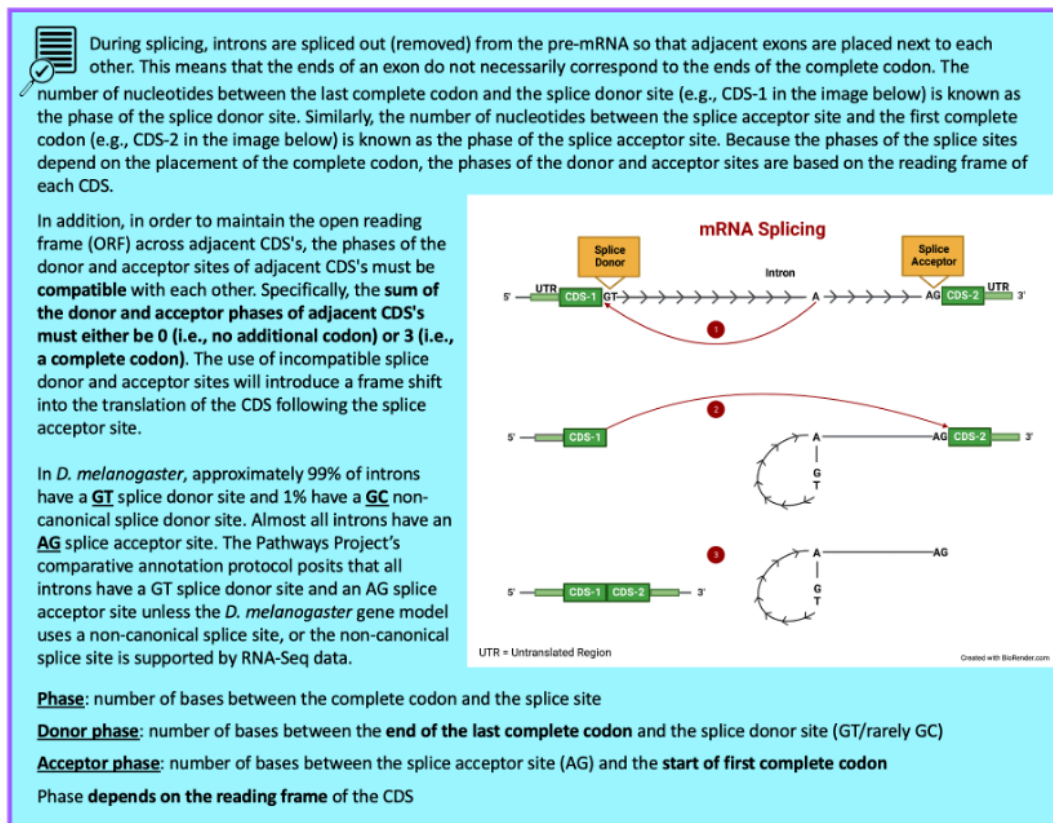 During splicing, introns are spliced out (removed) from the pre-mRNA so that adjacent exons are placed next to each
other. This means that the ends of an exon do not necessarily correspond to the ends of the complete codon. The
number of nucleotides between the last complete codon and the splice donor site (e.g., CDS-1 in the image below) is known as
the phase of the splice donor site. Similarly, the number of nucleotides between the splice acceptor site and the first complete
codon (e.g., CDS-2 in the image below) is known as the phase of the splice acceptor site. Because the phases of the splice sites
depend on the placement of the complete codon, the phases of the donor and acceptor sites are based on the reading frame of
each CDS.
In addition, in order to maintain the open reading
frame (ORF) across adjacent CDS's, the phases of the
donor and acceptor sites of adjacent CDS's must be
compatible with each other. Specifically, the sum of
the donor and acceptor phases of adjacent CDS's
must either be 0 (i.e., no additional codon) or 3 (i.e.,
a complete codon). The use of incompatible splice
donor and acceptor sites will introduce a frame shift
into the translation of the CDS following the splice
acceptor site.
In D. melanogaster, approximately 99% of introns
have a GT splice donor site and 1% have a GC non-
canonical splice donor site. Almost all introns have an
AG splice acceptor site. The Pathways Project's
comparative annotation protocol posits that all
introns have a GT splice donor site and an AG splice
acceptor site unless the D. melanogaster gene model
uses a non-canonical splice site, or the non-canonical
splice site is supported by RNA-Seq data.
mRNA Splicing
Splice
Donor
Splice
Acceptor
Intron
UTR
UTR
5' CDS-1 GT A AG CDS-2 3'
1
2
5' CDS-1 A AG CDS-2 3'
G
T
3
A AG
G
T
5' CDS-1 CDS-2 3'
UTR = Untranslated Region
Created with BioRender.com
Phase: number of bases between the complete codon and the splice site
Donor phase: number of bases between the end of the last complete codon and the splice donor site (GT/rarely GC)
Acceptor phase: number of bases between the splice acceptor site (AG) and the start of first complete codon
Phase depends on the reading frame of the CDS